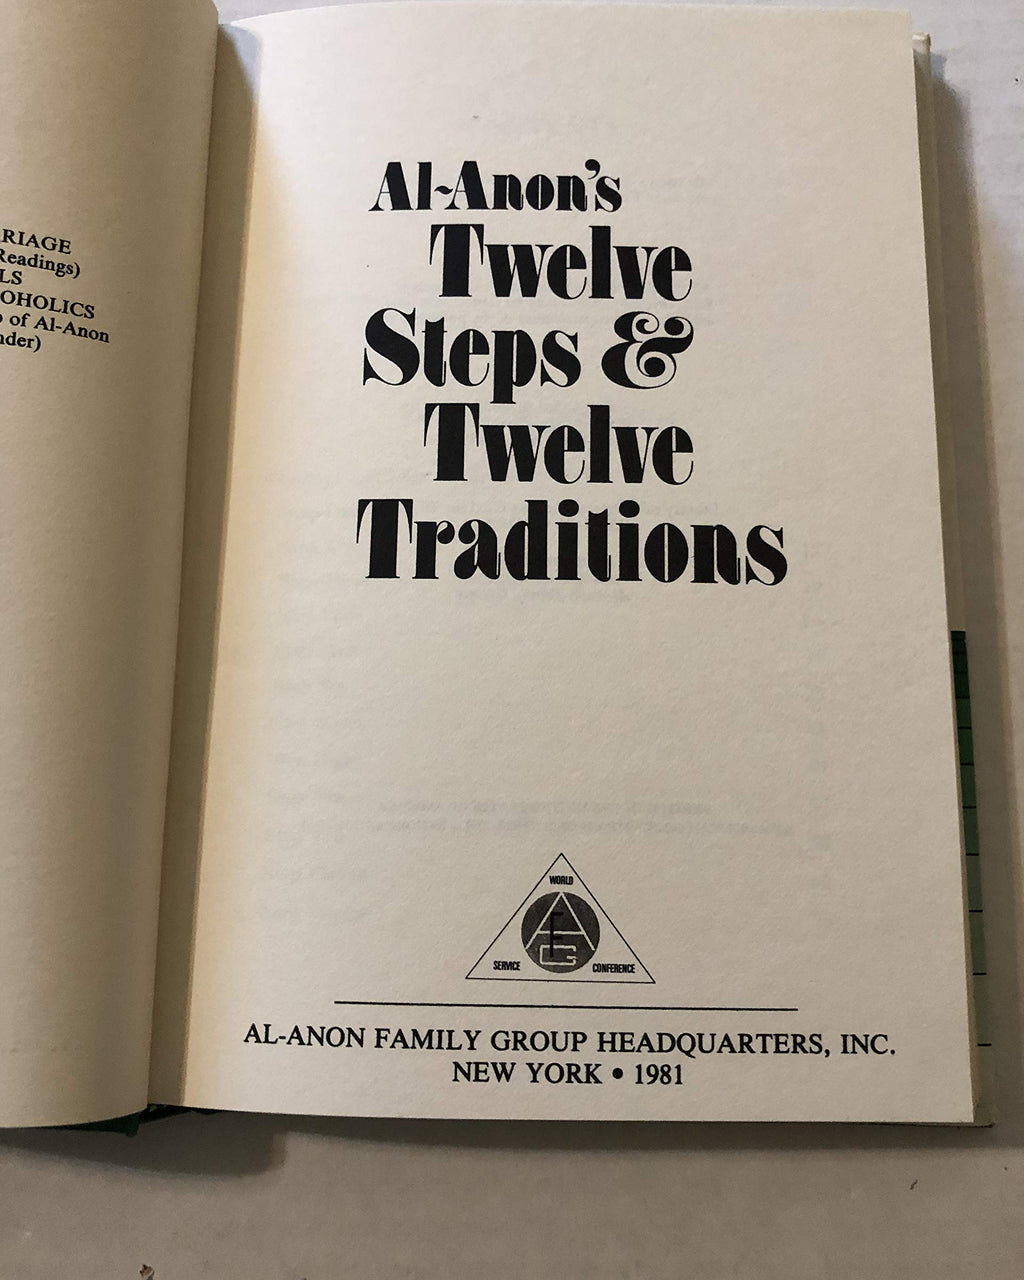 RIAGE
Readings)
LS
OHOLICS
of Al-Anon
Al-Anon's
Twelve
Steps &
Twelve
Traditions
WORLD
SERVICE CONFERENCE
AL-ANON FAMILY GROUP HEADQUARTERS, INC.
NEW YORK • 1981